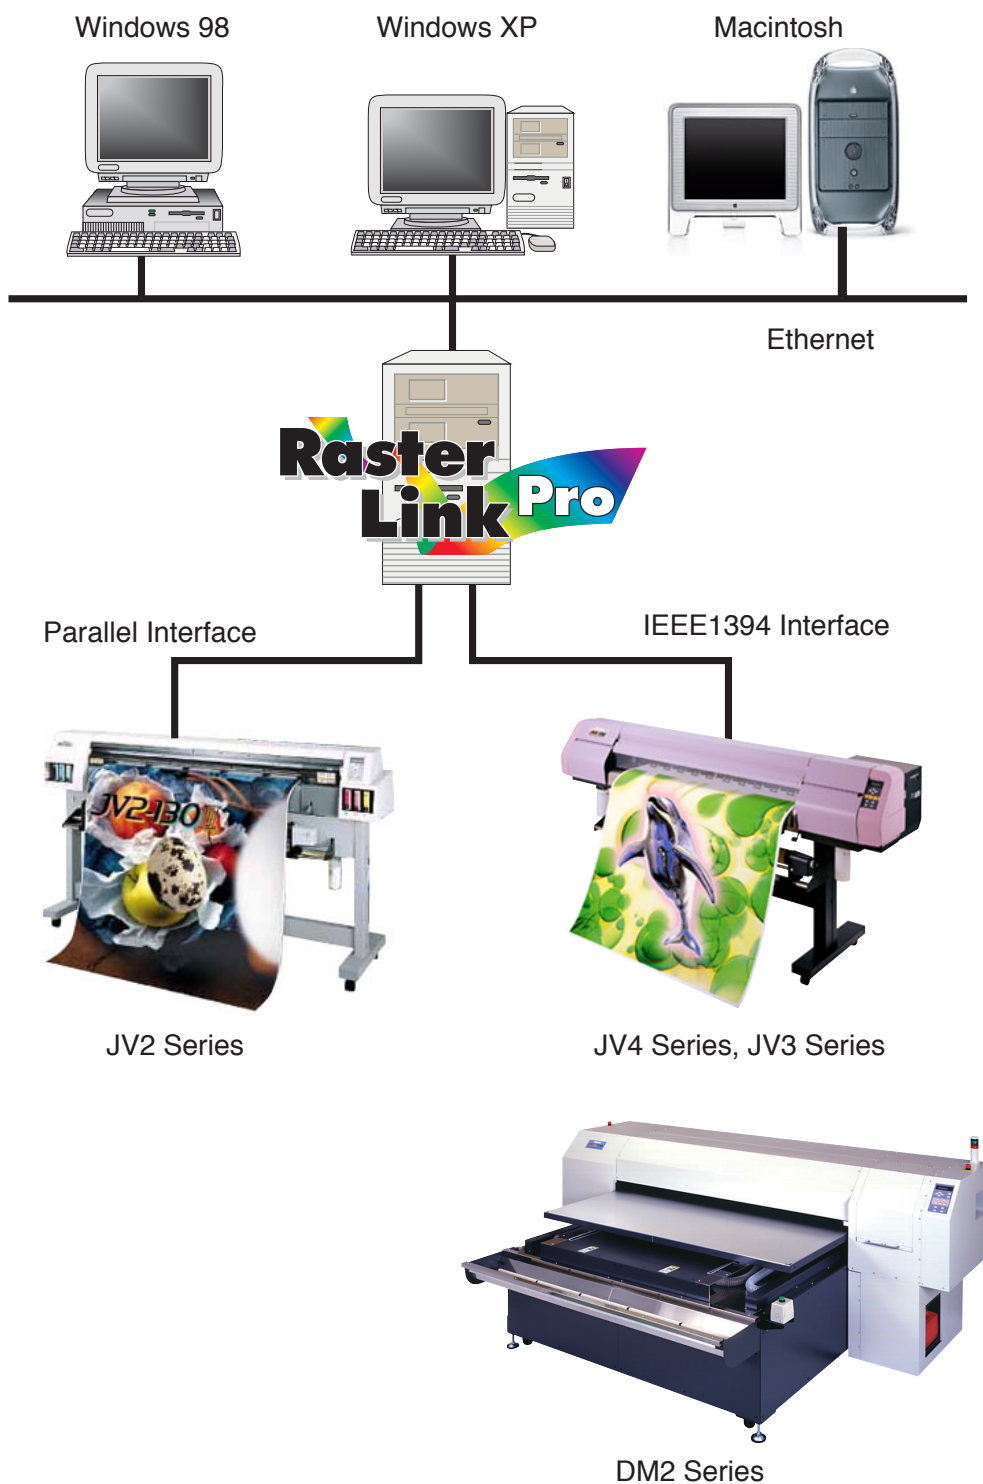 Windows 98
Windows XP
Macintosh
Ethernet
Raster
Link Pro
Parallel Interface
IEEE1394 Interface
JV2-130
JV2 Series
JV4 Series, JV3 Series
DM2 Series